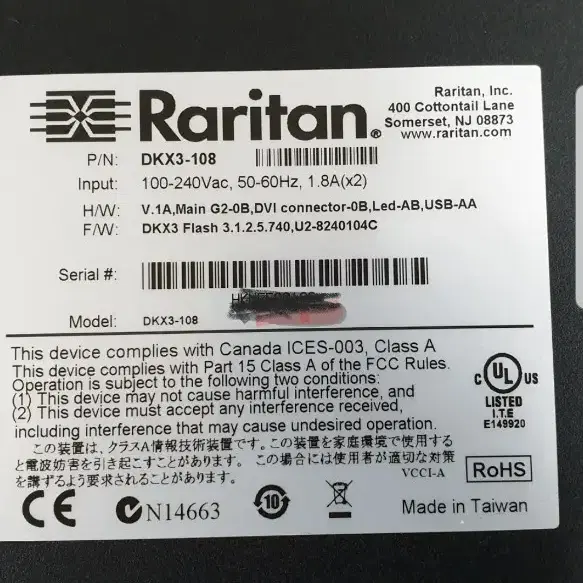 Raritan®
Raritan, Inc.
400 Cottontail Lane
Somerset, NJ 08873
www.raritan.com
P/N: DKX3-108
Input: 100-240Vac, 50-60Hz, 1.8A(x2)
H/W: V.1A,Main G2-0B,DVI connector-0B,Led-AB,USB-AA
F/W: DKX3 Flash 3.1.2.5.740,U2-8240104C
Serial #:
Model: DKX3-108
This device complies with Canada ICES-003, Class A
This device complies with Part 15 Class A of the FCC Rules.
Operation is subject to the following two conditions:
(1) This device may not cause harmful interference, and
(2) This device must accept any interference received,
including interference that may cause undesired operation.
C UL US
LISTED
I.T.E
E149920
この装置は、クラスA情報技術装置です。この装置を家庭環境で使用する
と電波妨害を引き起こすことがあります。 この場合には使用者が適切な対策
を講ずるよう要求されることがあります。
VCCI-A
RoHS
CE
N14663
10
Made in Taiwan